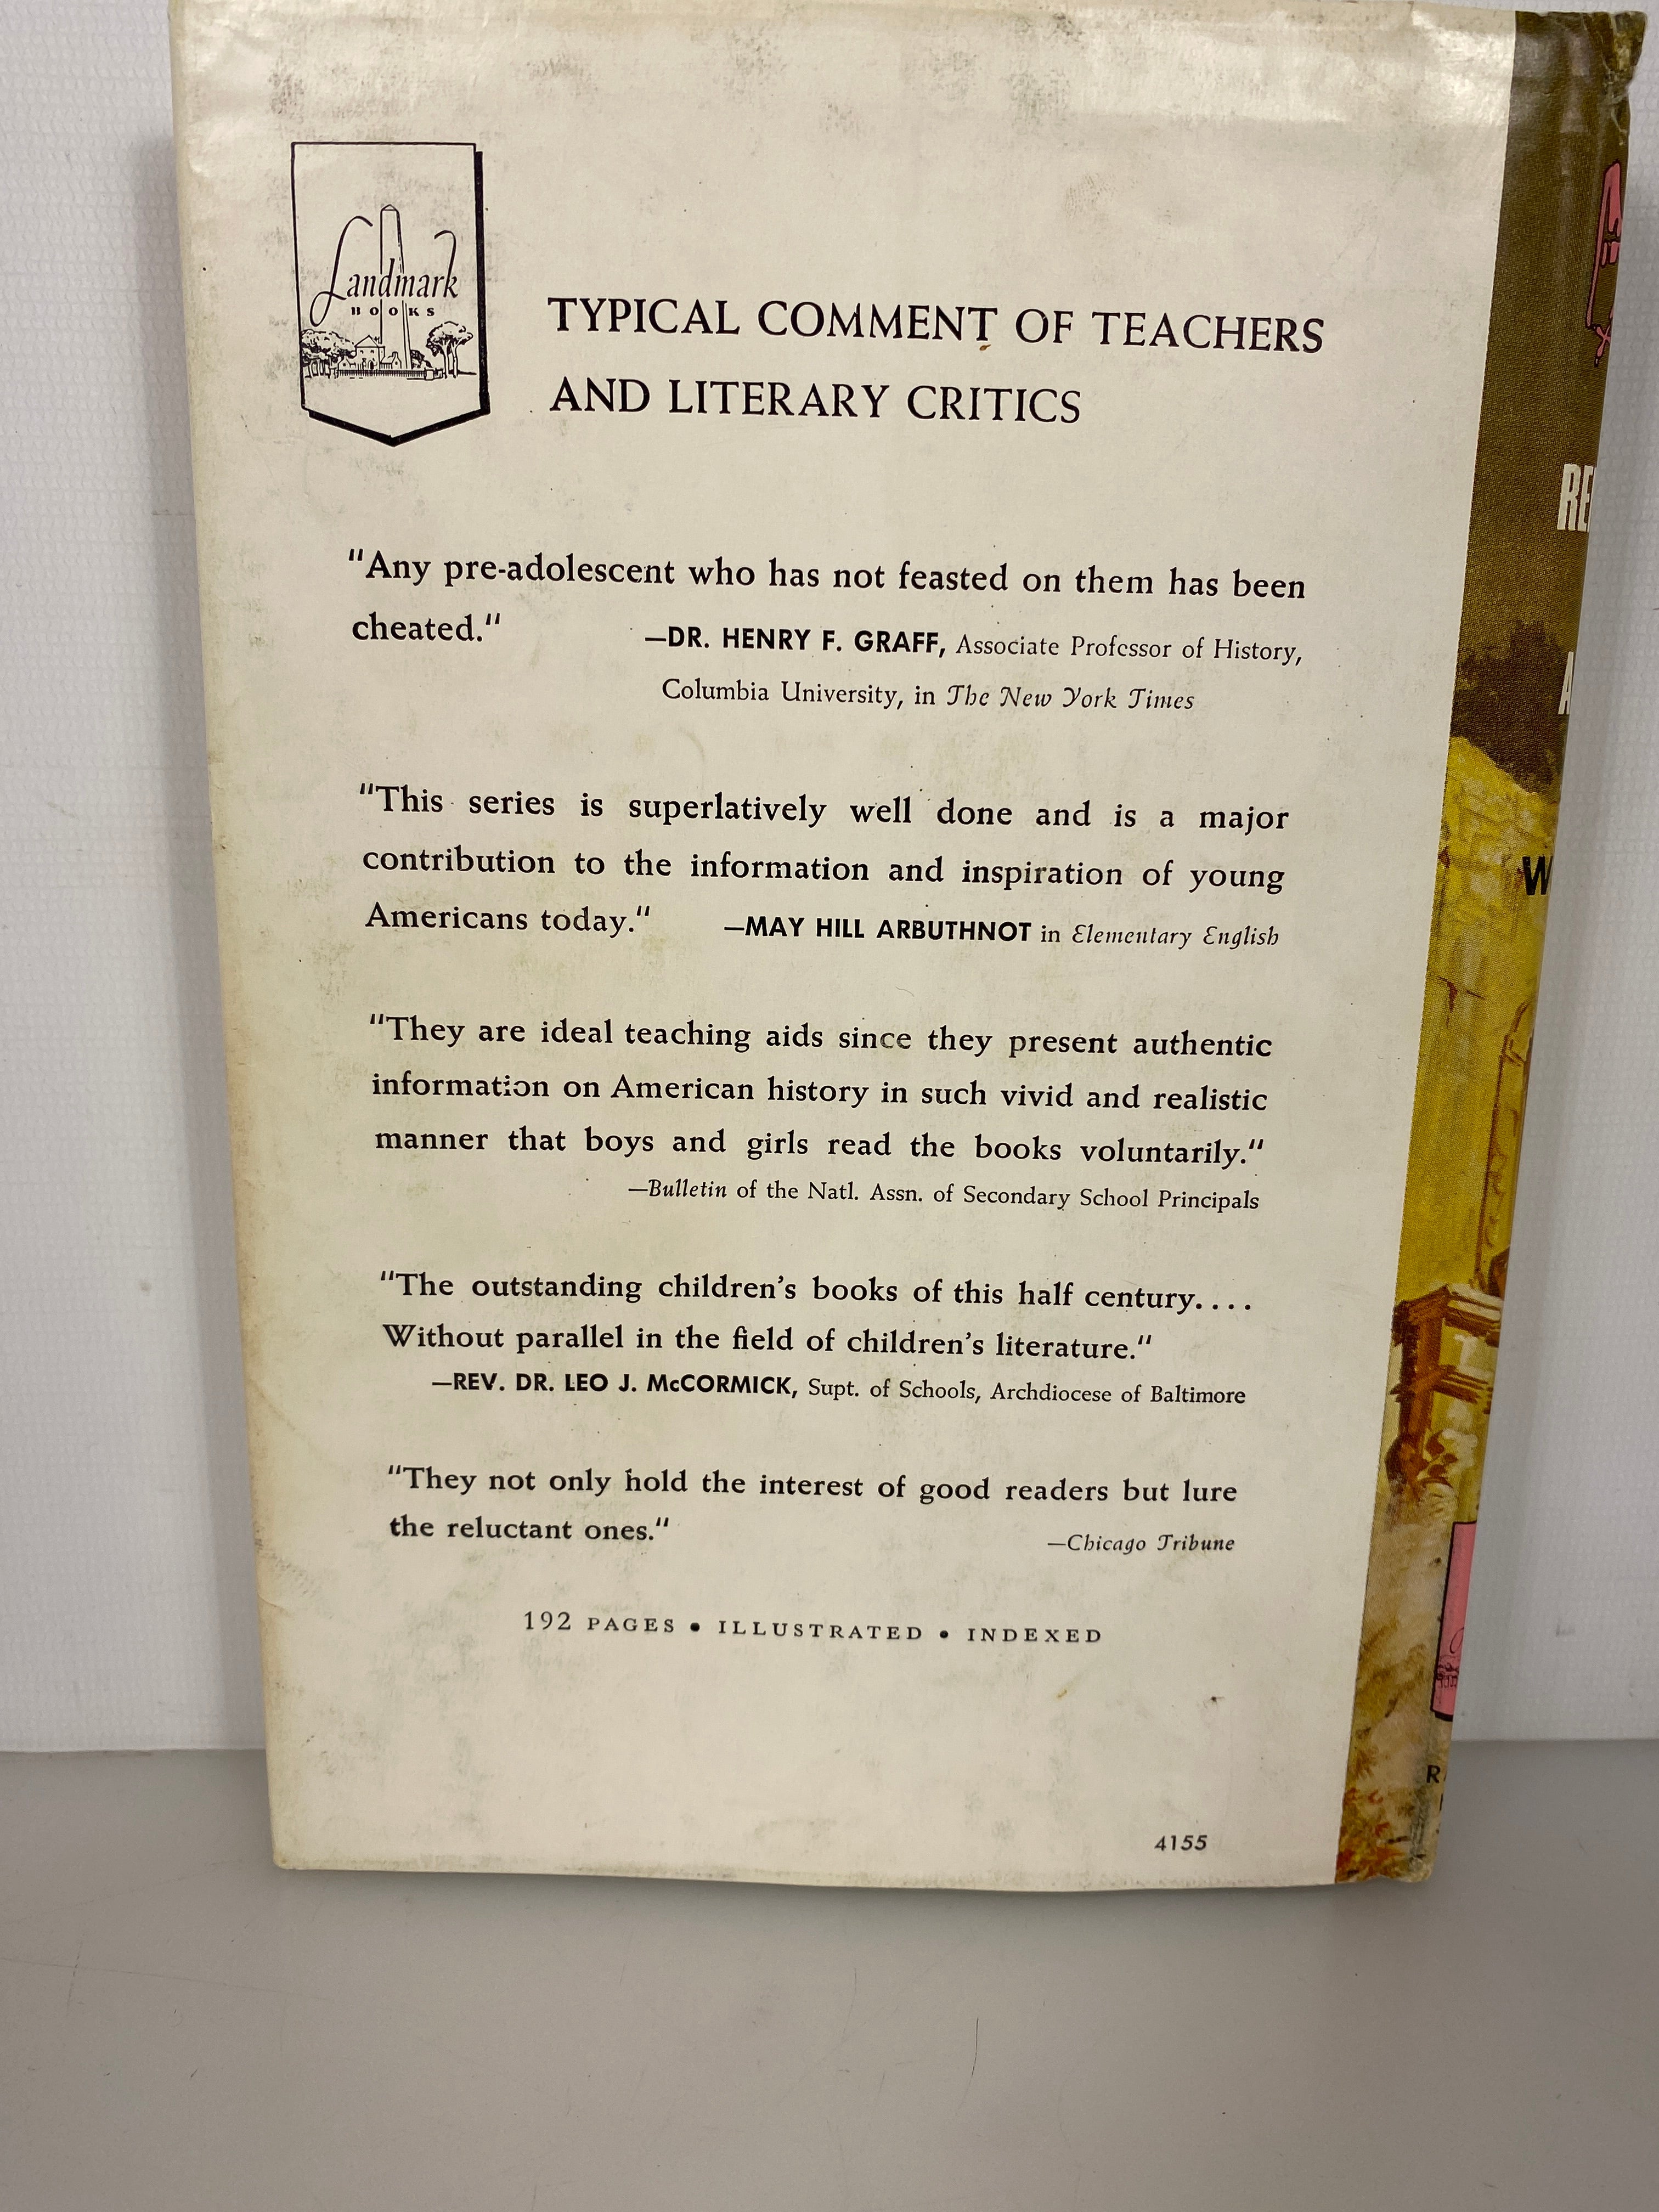 Landmark
BOOKS
TYPICAL COMMENT OF TEACHERS
AND LITERARY CRITICS
"Any pre-adolescent who has not feasted on them has been
cheated."
—DR. HENRY F. GRAFF, Associate Professor of History,
Columbia University, in The New York Times
"This series is superlatively well done and is a major
contribution to the information and inspiration of young
Americans today." —MAY HILL ARBUTHNOT in Elementary English
"They are ideal teaching aids since they present authentic
information on American history in such vivid and realistic
manner that boys and girls read the books voluntarily."
—Bulletin of the Natl. Assn. of Secondary School Principals
"The outstanding children's books of this half century....
Without parallel in the field of children's literature."
—REV. DR. LEO J. McCORMICK, Supt. of Schools, Archdiocese of Baltimore
"They not only hold the interest of good readers but lure
the reluctant ones." —Chicago Tribune
192 PAGES • ILLUSTRATED • INDEXED
4155